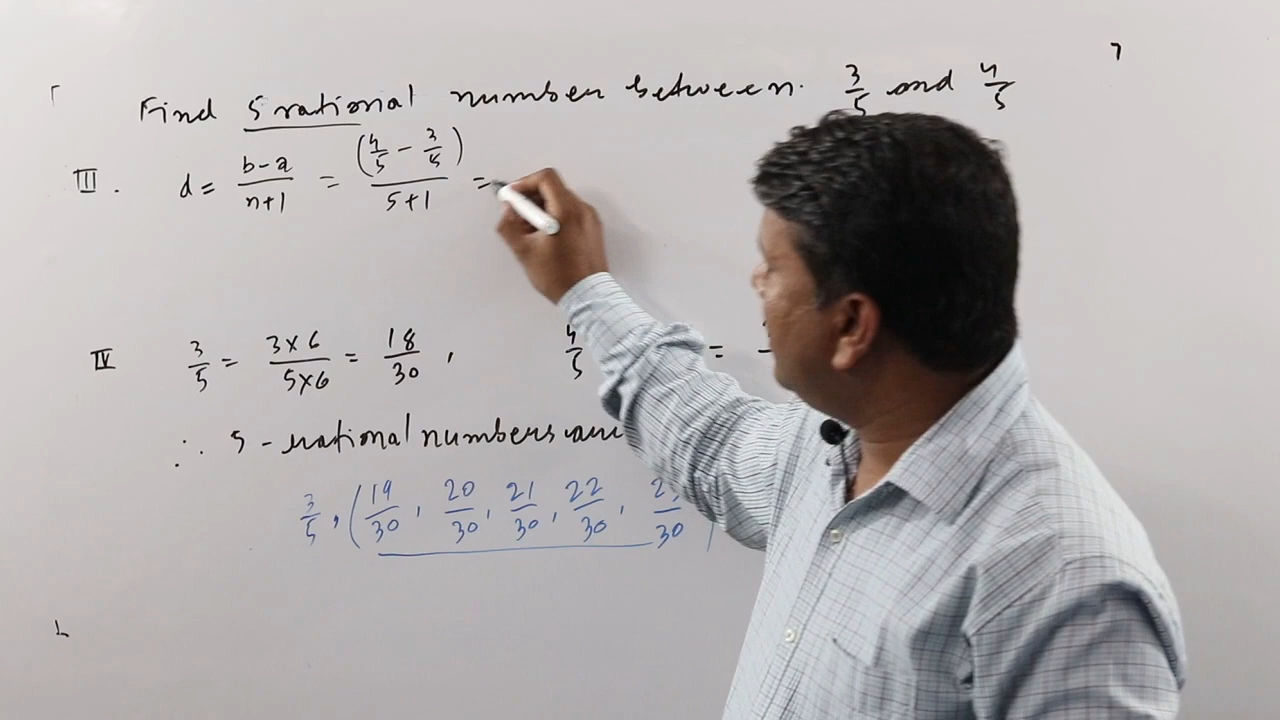 Find 5 rational number between 3/5 and 4/5
III. d = (b-a)/(n+1) = (4/5 - 3/5)/(5+1) =
IV 3/5 = (3×6)/(5×6) = 18/30 , 4/5 =
∴ 5 - rational numbers are
3/5, (19/30, 20/30, 21/30, 22/30,